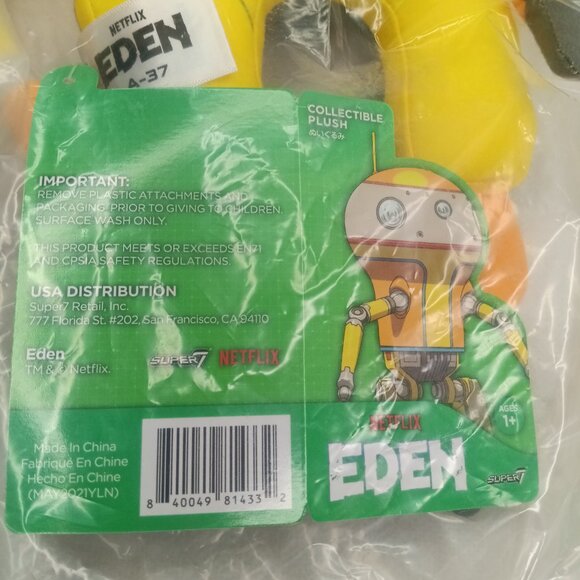 NETFLIX
EDEN
A-37
COLLECTIBLE
PLUSH
ぬいぐるみ
IMPORTANT:
REMOVE PLASTIC ATTACHMENTS AND
PACKAGING PRIOR TO GIVING TO CHILDREN.
SURFACE WASH ONLY.
THIS PRODUCT MEETS OR EXCEEDS EN71
AND CPSIA SAFETY REGULATIONS.
USA DISTRIBUTION
Super7 Retail, Inc.
777 Florida St. #202, San Francisco, CA 94110
Eden
TM & © Netflix.
SUPER7 NETFLIX
Made In China
Fabriqué En Chine
Hecho En Chine
(MAY2021YLN)
8 40049 81433 2
AGES
1+
NETFLIX
EDEN
SUPER7